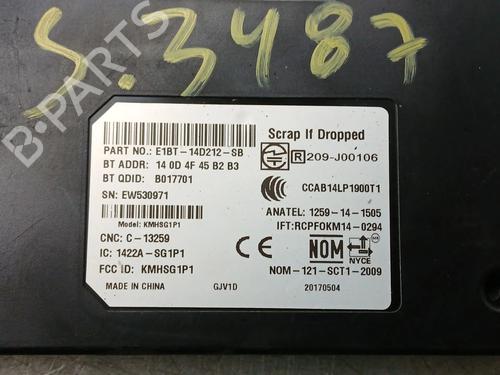 S.3487
B-PARTS
Scrap If Dropped
PART NO.: E1BT-14D212-SB
R 209-J00106
BT ADDR: 14 0D 4F 45 B2 B3
BT QDID: B017701
CCAB14LP1900T1
SN: EW530971
ANATEL: 1259-14-1505
Model: KMHSG1P1
IFT:RCPFOKM14-0294
CNC: C-13259
CE
NOM
NYCE
IC: 1422A-SG1P1
FCC ID: KMHSG1P1
NOM-121-SCT1-2009
MADE IN CHINA
GJV1D
20170504